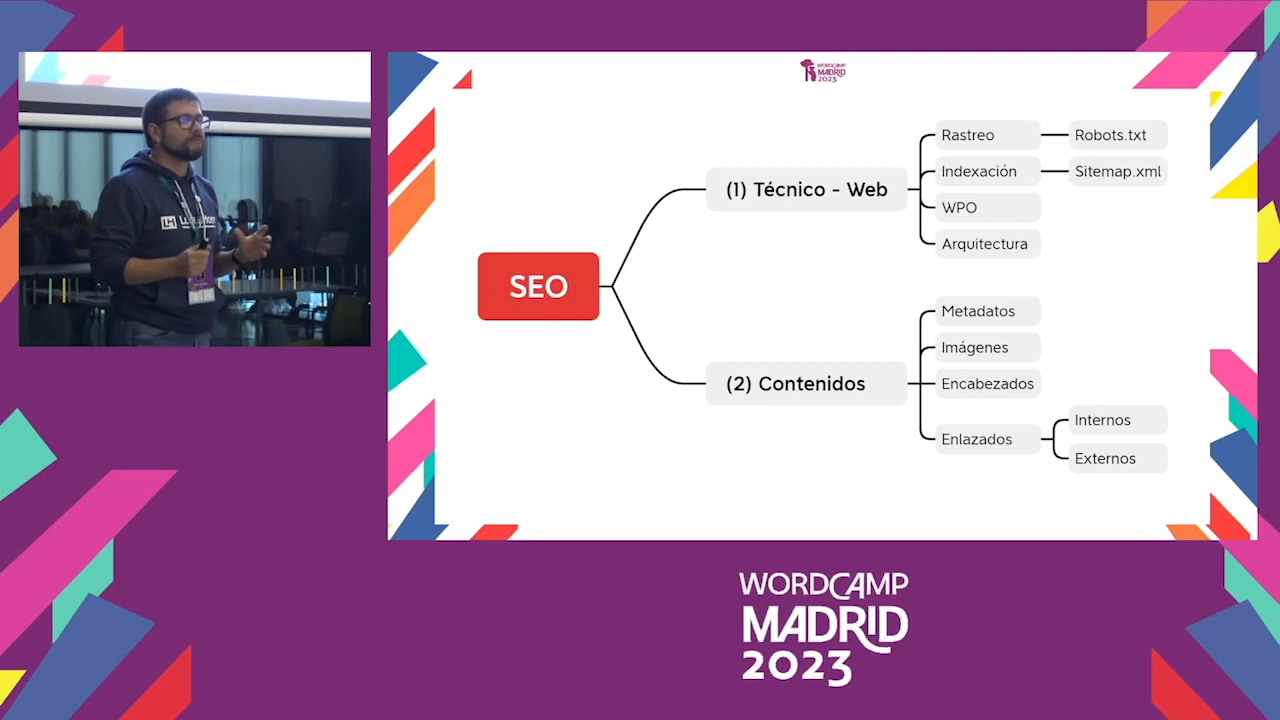 WORDCAMP
MADRID
2023
SEO
(1) Técnico - Web
Rastreo
Robots.txt
Indexación
Sitemap.xml
WPO
Arquitectura
(2) Contenidos
Metadatos
Imágenes
Encabezados
Enlazados
Internos
Externos
LH
WORDCAMP
MADRID
2023